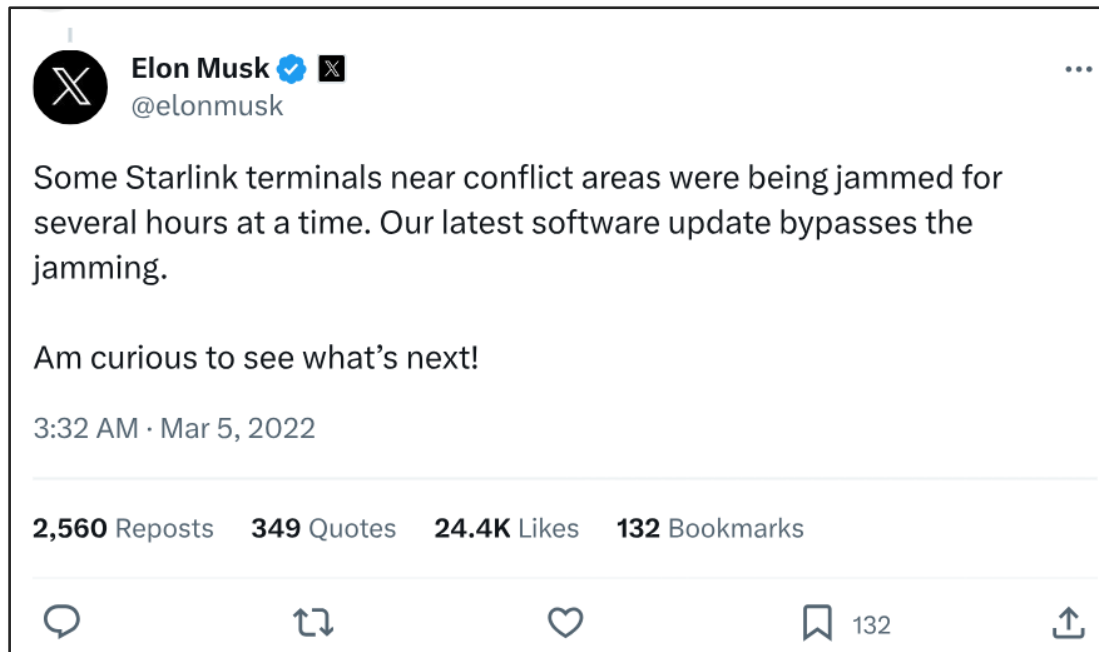 Elon Musk
@elonmusk
Some Starlink terminals near conflict areas were being jammed for
several hours at a time. Our latest software update bypasses the
jamming.
Am curious to see what’s next!
3:32 AM · Mar 5, 2022
2,560 Reposts 349 Quotes 24.4K Likes 132 Bookmarks
132